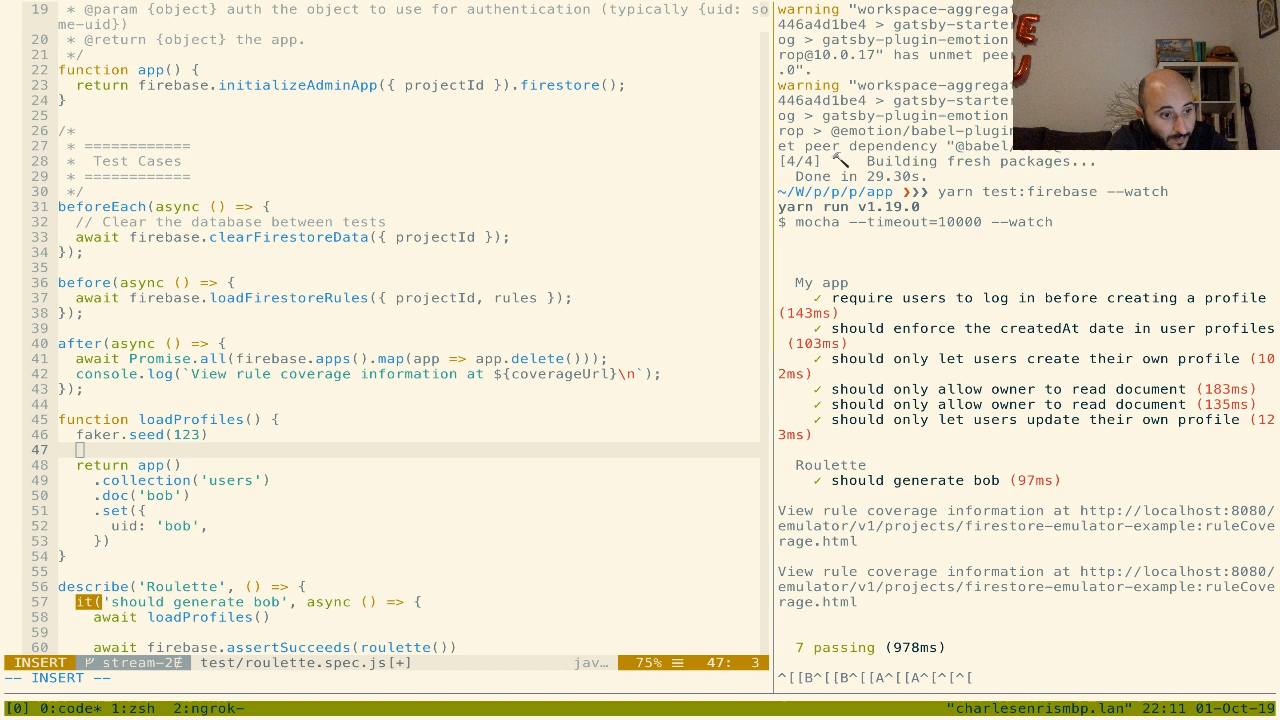 19  * @param {object} auth the object to use for authentication (typically {uid: so
me-uid})
20  * @return {object} the app.
21  */
22 function app() {
23   return firebase.initializeAdminApp({ projectId }).firestore();
24 }
25
26 /*
27  * ============
28  *  Test Cases
29  * ============
30  */
31 beforeEach(async () => {
32   // Clear the database between tests
33   await firebase.clearFirestoreData({ projectId });
34 });
35
36 before(async () => {
37   await firebase.loadFirestoreRules({ projectId, rules });
38 });
39
40 after(async () => {
41   await Promise.all(firebase.apps().map(app => app.delete()));
42   console.log(`View rule coverage information at ${coverageUrl}\n`);
43 });
44
45 function loadProfiles() {
46   faker.seed(123)
47
48   return app()
49     .collection('users')
50     .doc('bob')
51     .set({
52       uid: 'bob',
53     })
54 }
55
56 describe('Roulette', () => {
57   it('should generate bob', async () => {
58     await loadProfiles()
59
60     await firebase.assertSucceeds(roulette())
INSERT stream-2 test/roulette.spec.js[+] jav… 75% ☰ 47: 3
-- INSERT --
warning "workspace-aggregat
446a4d1be4 > gatsby-starter
og > gatsby-plugin-emotion
rop@10.0.17" has unmet peer
.0".
warning "workspace-aggregat
446a4d1be4 > gatsby-starter
og > gatsby-plugin-emotion
rop > @emotion/babel-plugin
et peer dependency "@babel/
[4/4] 🔨  Building fresh packages...
Done in 29.30s.
~/W/p/p/p/app ❯❯❯ yarn test:firebase --watch
yarn run v1.19.0
$ mocha --timeout=10000 --watch
My app
✓ require users to log in before creating a profile
(143ms)
✓ should enforce the createdAt date in user profiles
(103ms)
✓ should only let users create their own profile (10
2ms)
✓ should only allow owner to read document (183ms)
✓ should only allow owner to read document (135ms)
✓ should only let users update their own profile (12
3ms)
Roulette
✓ should generate bob (97ms)
View rule coverage information at http://localhost:8080/
emulator/v1/projects/firestore-emulator-example:ruleCove
rage.html
View rule coverage information at http://localhost:8080/
emulator/v1/projects/firestore-emulator-example:ruleCove
rage.html
7 passing (978ms)
^[[B^[[B^[[A^[[A^[^[^[
[0] 0:code* 1:zsh  2:ngrok- "charlesenrismbp.lan" 22:11 01-Oct-19